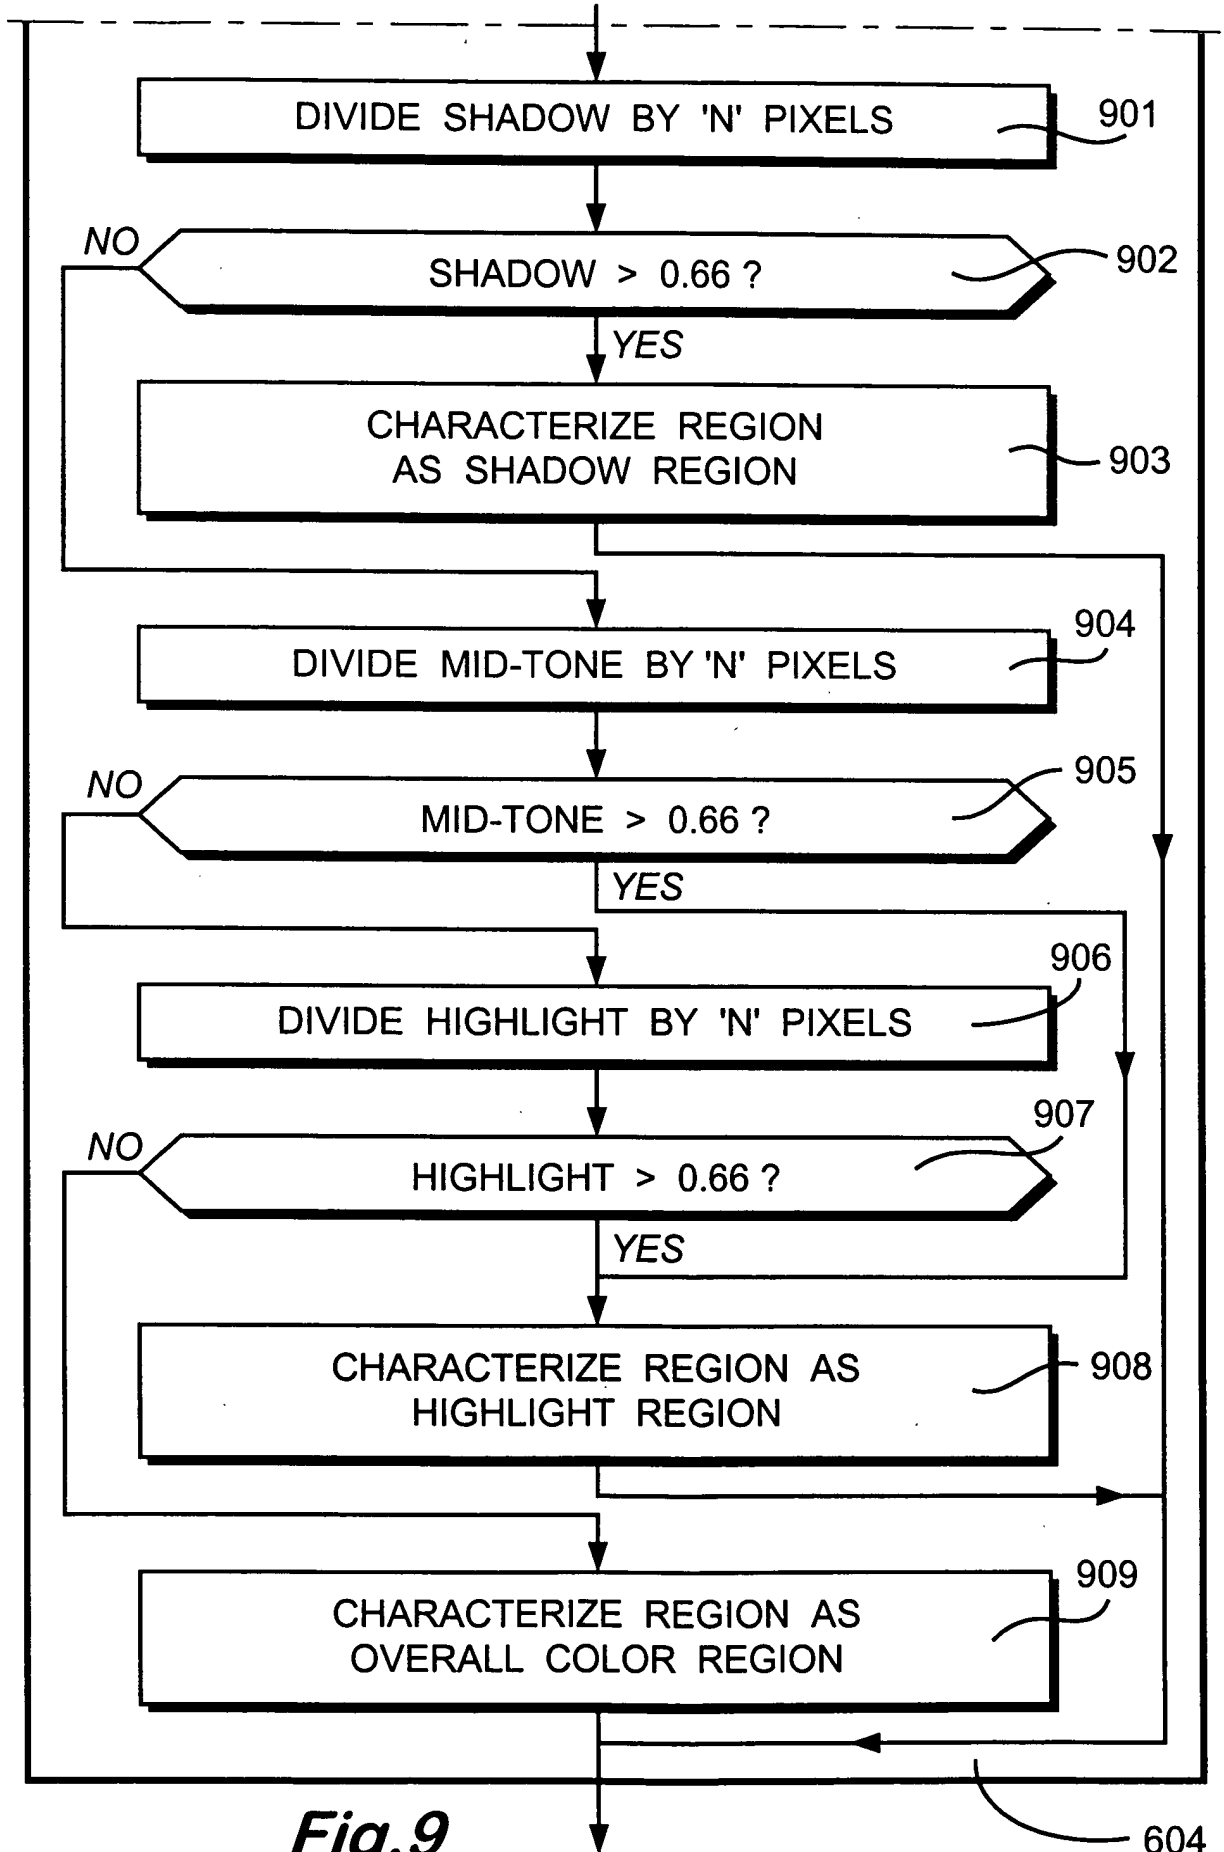 DIVIDE SHADOW BY 'N' PIXELS
901
NO
SHADOW > 0.66 ?
902
YES
CHARACTERIZE REGION
AS SHADOW REGION
903
904
DIVIDE MID-TONE BY 'N' PIXELS
NO
905
MID-TONE > 0.66 ?
YES
906
DIVIDE HIGHLIGHT BY 'N' PIXELS
907
NO
HIGHLIGHT > 0.66 ?
YES
CHARACTERIZE REGION AS
HIGHLIGHT REGION
908
909
CHARACTERIZE REGION AS
OVERALL COLOR REGION
Fig.9
604